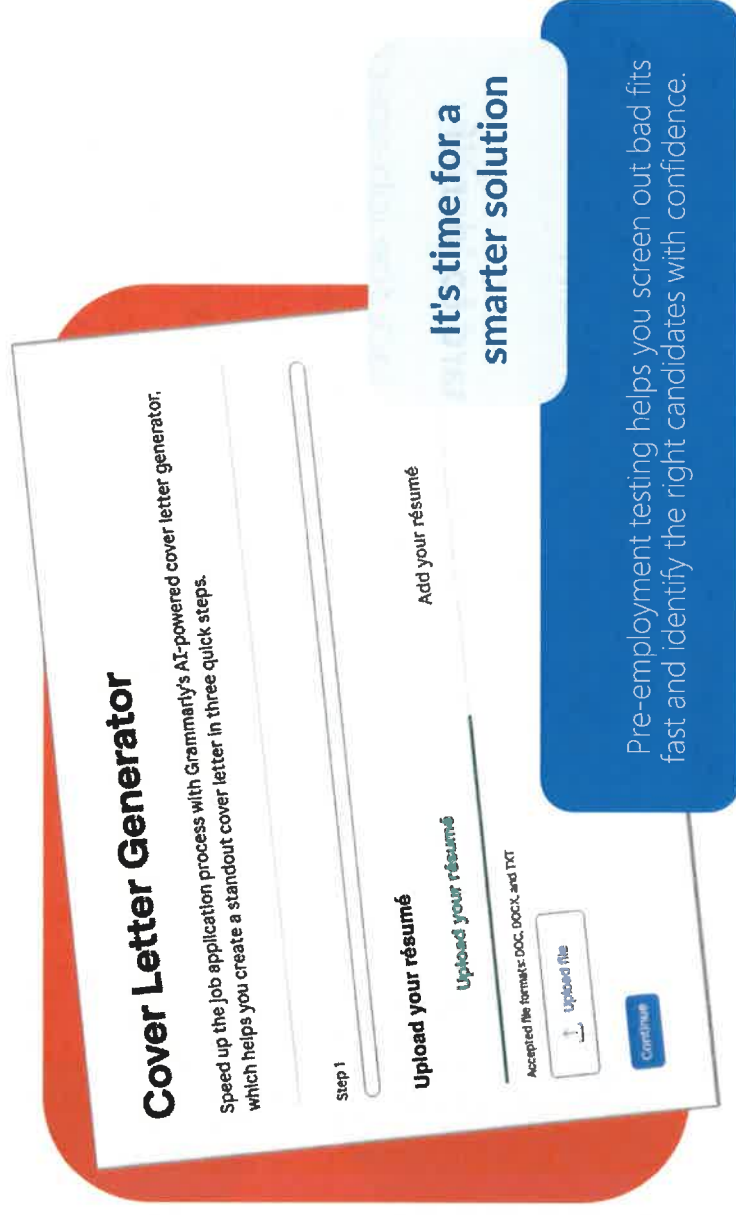 Cover Letter Generator
Speed up the job application process with Grammarly's AI-powered cover letter generator,
which helps you create a standout cover letter in three quick steps.
Step 1
Upload your résumé
Upload your résumé
Add your résumé
Accepted file formats: DOC, DOCX, and TXT
Upload file
Continue
It's time for a
smarter solution
Pre-employment testing helps you screen out bad fits
fast and identify the right candidates with confidence.